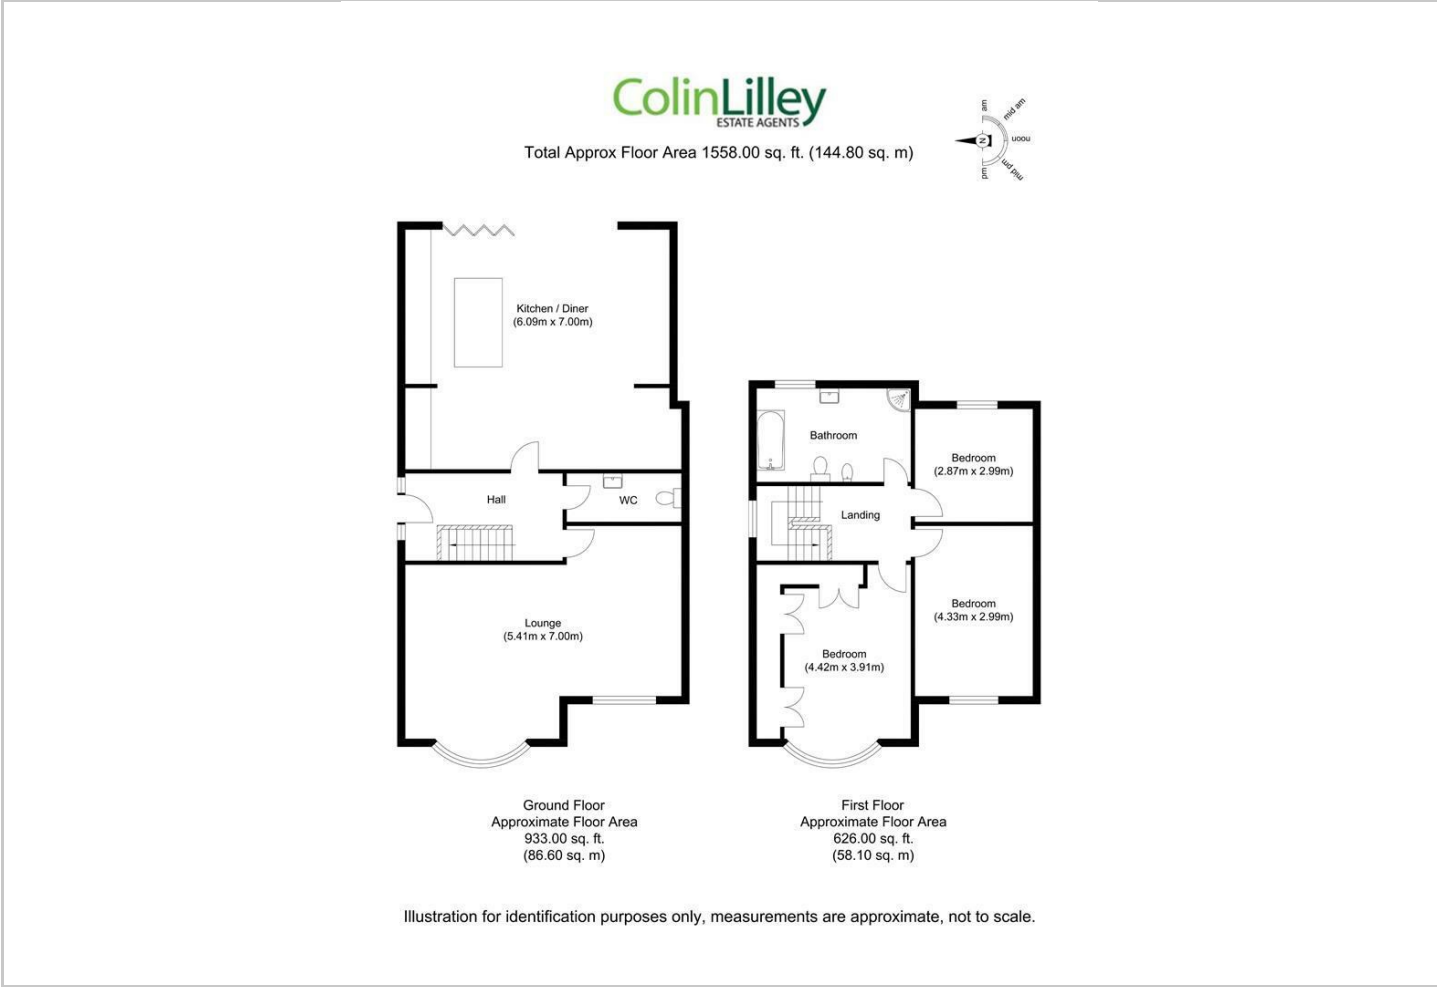 ColinLilley
ESTATE AGENTS
Total Approx Floor Area 1558.00 sq. ft. (144.80 sq. m)
am
mid am
noon
mid pm
pm
N
Kitchen / Diner
(6.09m x 7.00m)
Hall
WC
Lounge
(5.41m x 7.00m)
Bathroom
Bedroom
(2.87m x 2.99m)
Landing
Bedroom
(4.33m x 2.99m)
Bedroom
(4.42m x 3.91m)
Ground Floor
Approximate Floor Area
933.00 sq. ft.
(86.60 sq. m)
First Floor
Approximate Floor Area
626.00 sq. ft.
(58.10 sq. m)
Illustration for identification purposes only, measurements are approximate, not to scale.